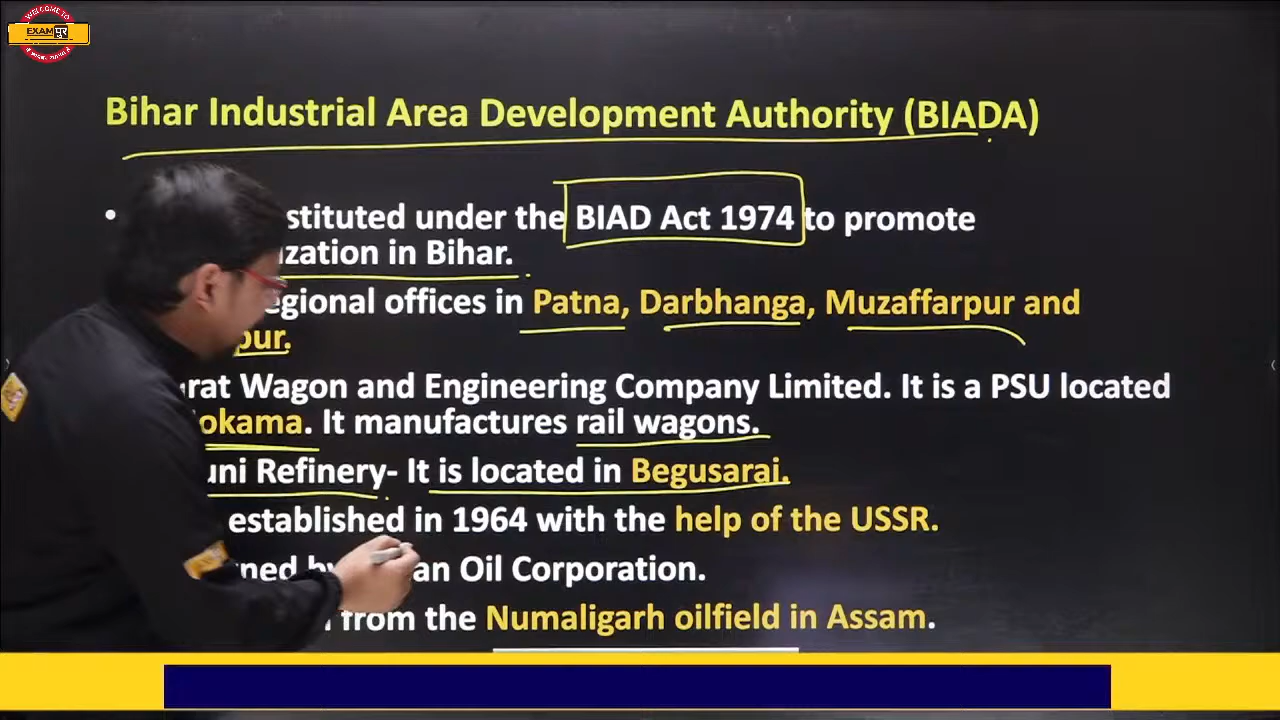 WELCOME TO
EXAM पुर
Bihar Industrial Area Development Authority (BIADA)
stituted under the BIAD Act 1974 to promote
zation in Bihar.
egional offices in Patna, Darbhanga, Muzaffarpur and
pur.
rat Wagon and Engineering Company Limited. It is a PSU located
okama. It manufactures rail wagons.
uni Refinery- It is located in Begusarai.
established in 1964 with the help of the USSR.
ned by an Oil Corporation.
from the Numaligarh oilfield in Assam.